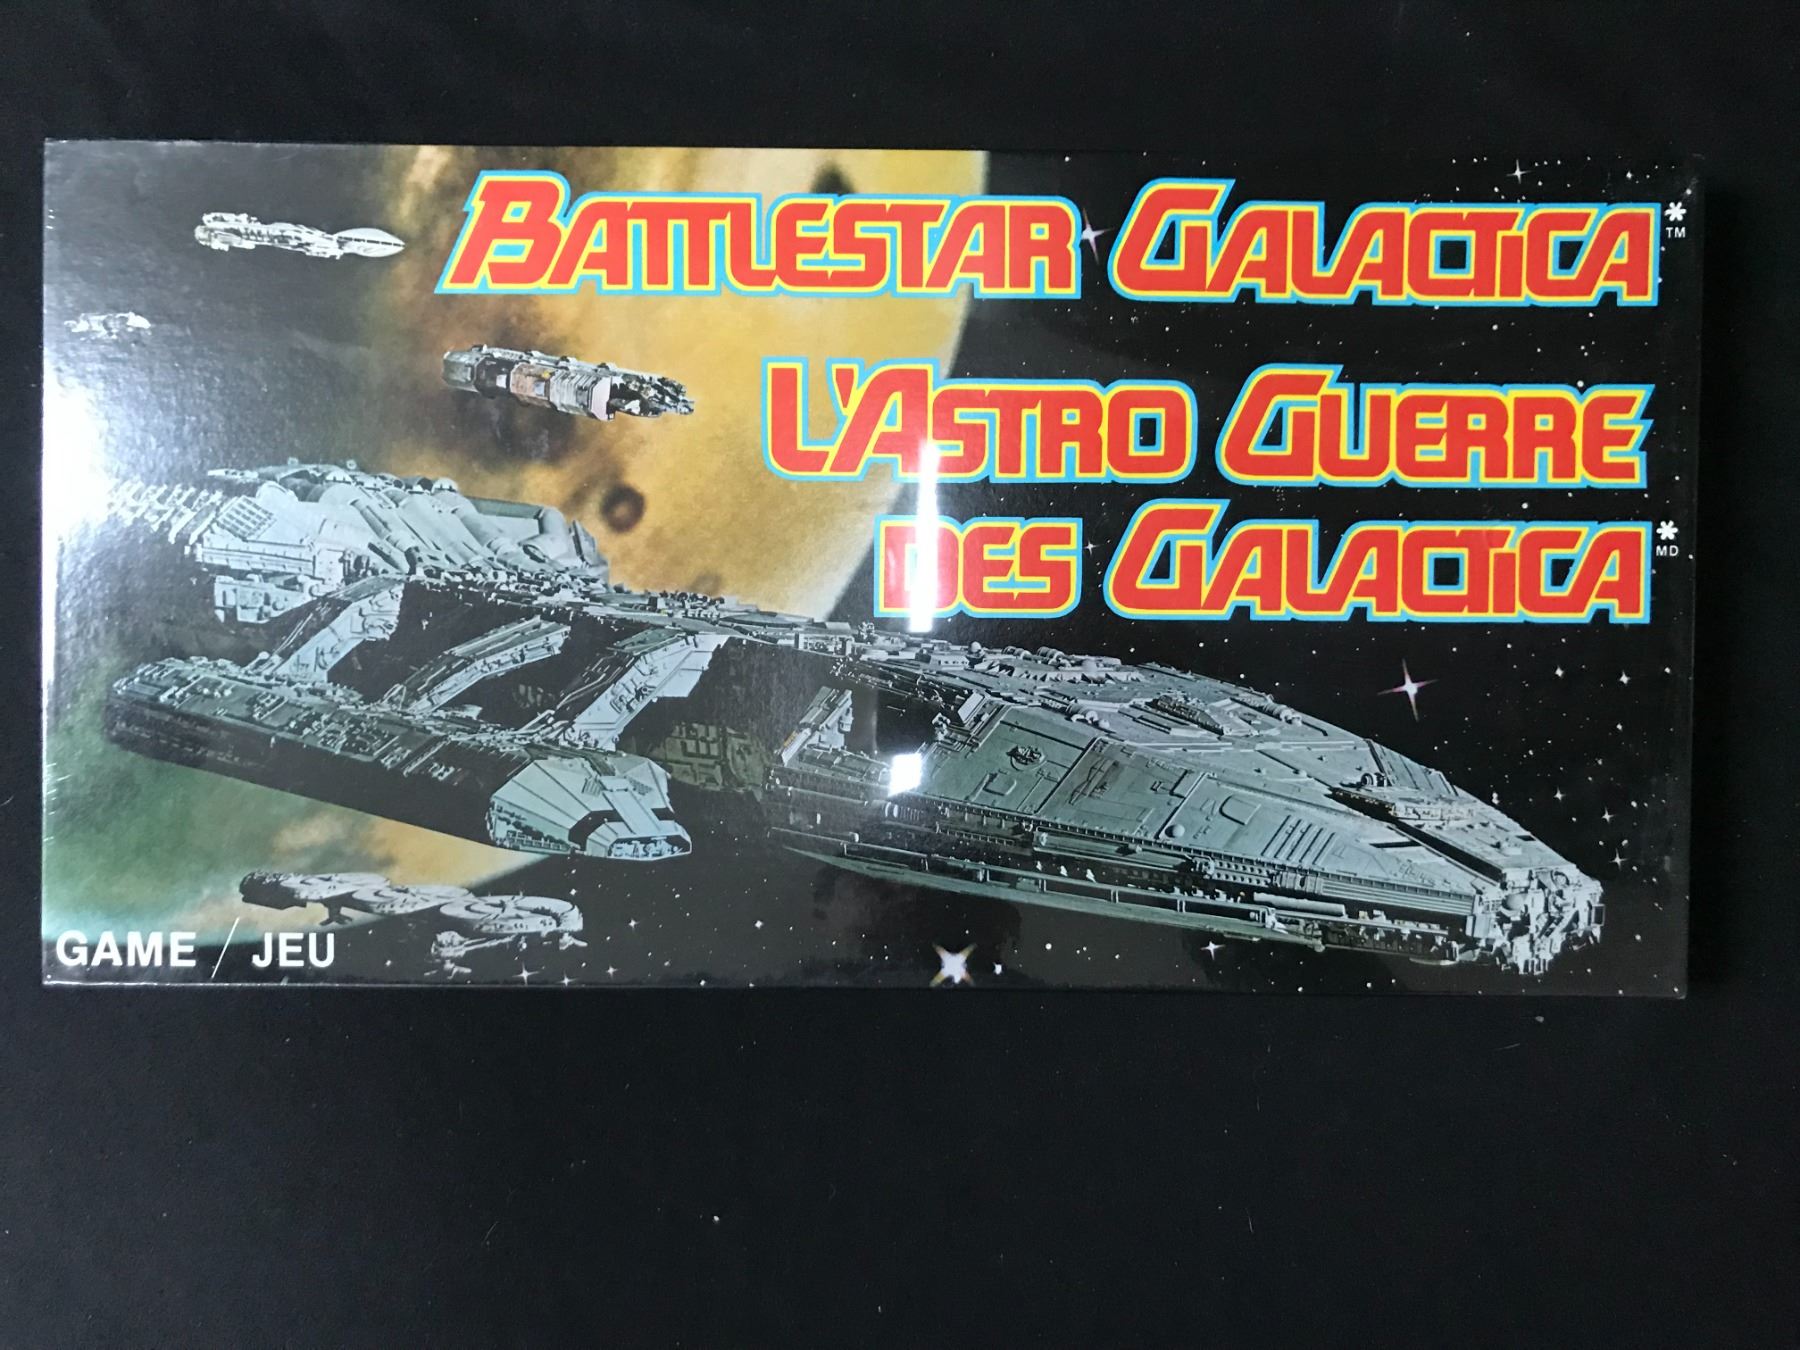 BATTLESTAR GALACTICA*™
L'ASTRO GUERRE
DES GALACTICA*MD
GAME / JEU